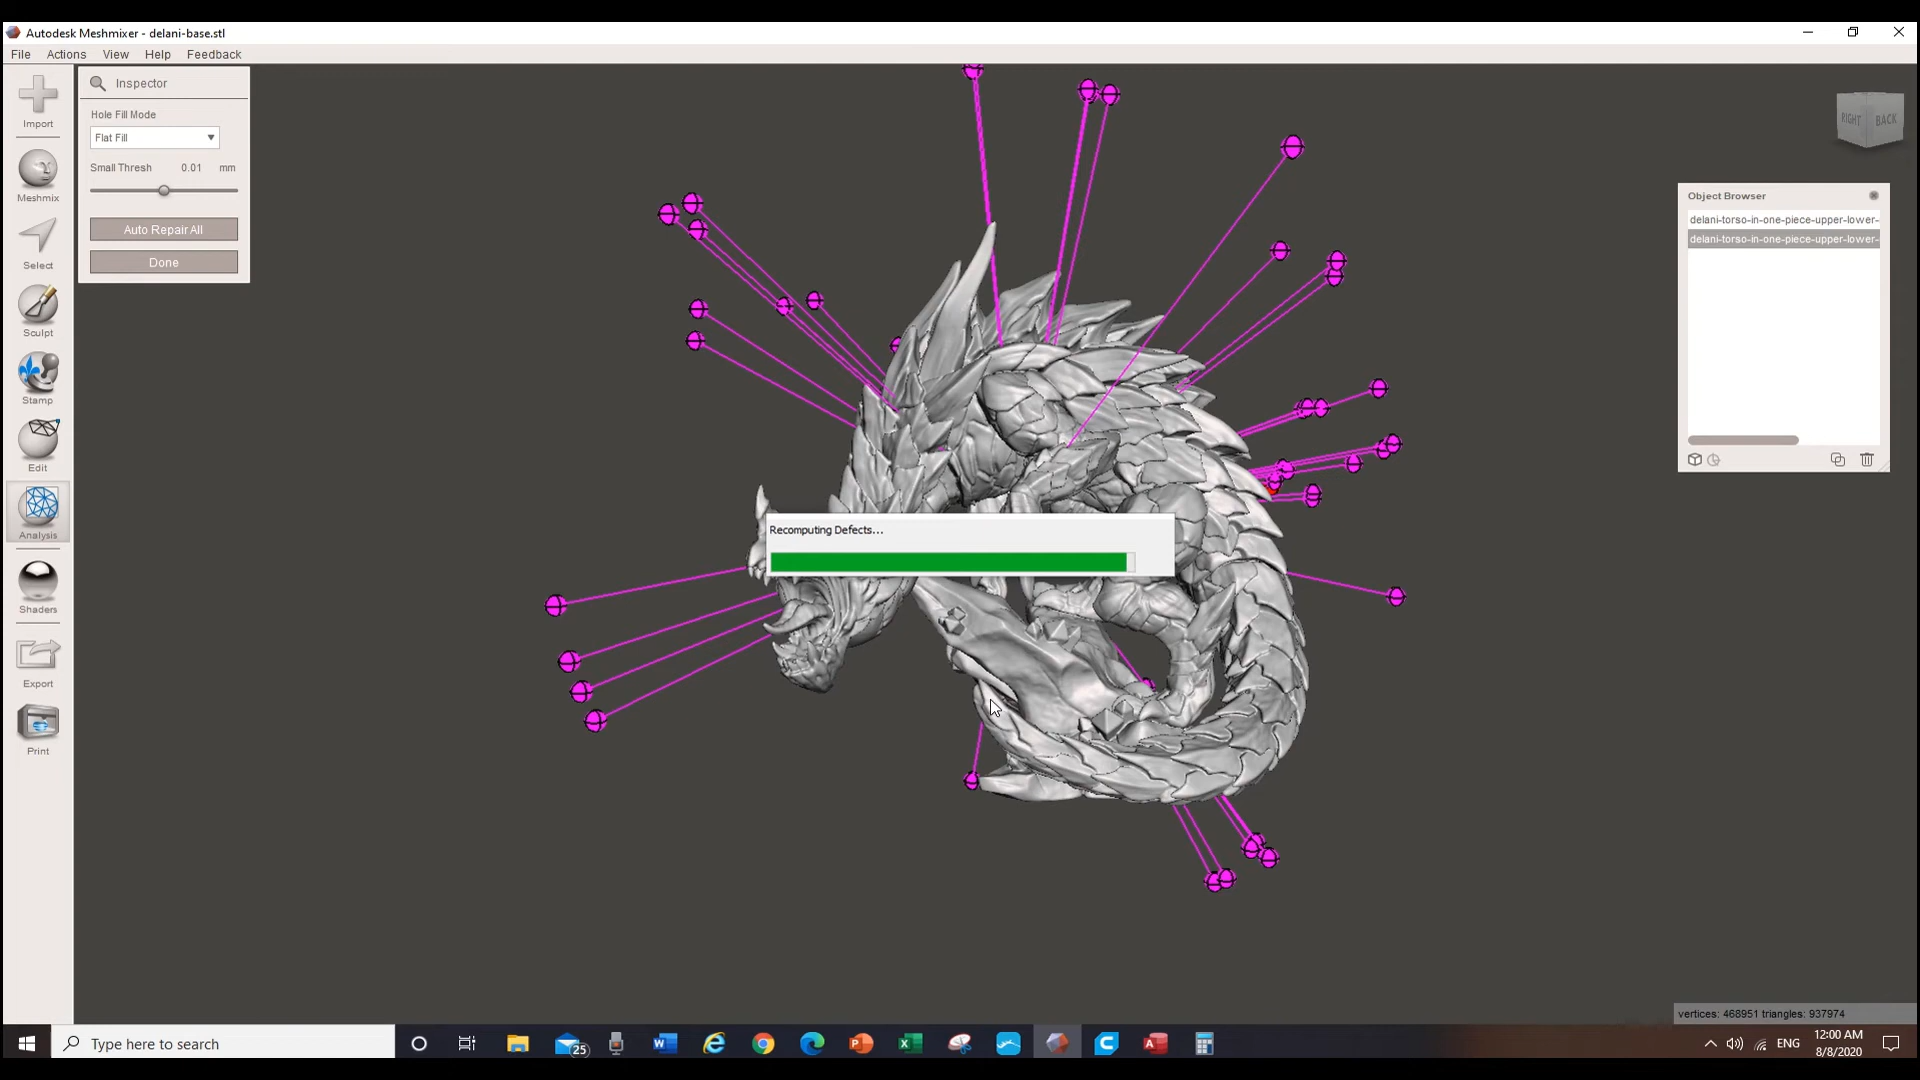 Autodesk Meshmixer - delani-base.stl
File Actions View Help Feedback
Import
Meshmix
Select
Sculpt
Stamp
Edit
Analysis
Shaders
Export
Print
Inspector
Hole Fill Mode
Flat Fill
Small Thresh 0.01 mm
Auto Repair All
Done
Recomputing Defects...
RIGHT BACK
Object Browser
delani-torso-in-one-piece-upper-lower-
delani-torso-in-one-piece-upper-lower-
vertices: 468951 triangles: 937974
Type here to search
25
ENG
12:00 AM
8/8/2020